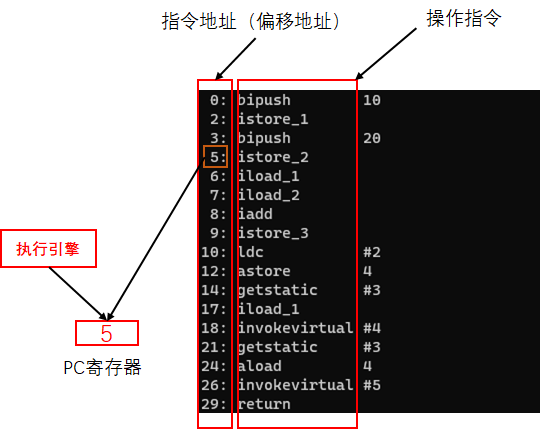 指令地址（偏移地址）
操作指令
0: bipush 10
2: istore_1
3: bipush 20
5: istore_2
6: iload_1
7: iload_2
8: iadd
9: istore_3
10: ldc #2
12: astore 4
14: getstatic #3
17: iload_1
18: invokevirtual #4
21: getstatic #3
24: aload 4
26: invokevirtual #5
29: return
执行引擎
5
PC寄存器